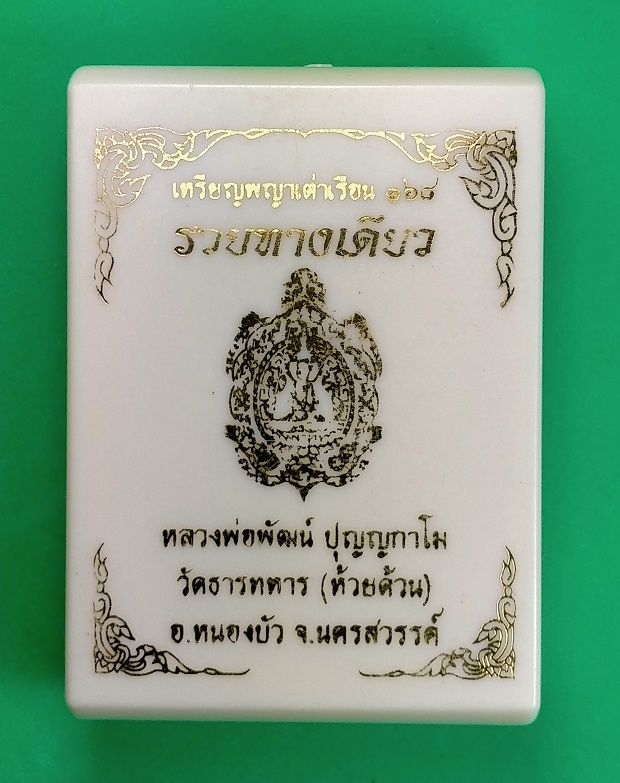 เหรียญพญาเต่าเรือน ๑๖๘
รวยทางเดียว
หลวงพ่อพัฒน์ ปุญญกาโม
วัดธารทหาร (ห้วยด้วน)
อ.หนองบัว จ.นครสวรรค์